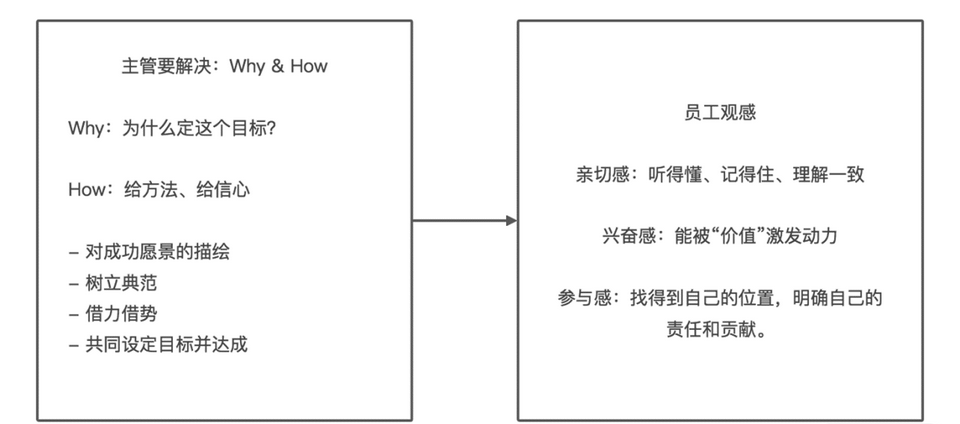 主管要解决：Why & How
Why：为什么定这个目标？
How：给方法、给信心
- 对成功愿景的描绘
- 树立典范
- 借力借势
- 共同设定目标并达成
员工观感
亲切感：听得懂、记得住、理解一致
兴奋感：能被“价值”激发动力
参与感：找得到自己的位置，明确自己的
责任和贡献。